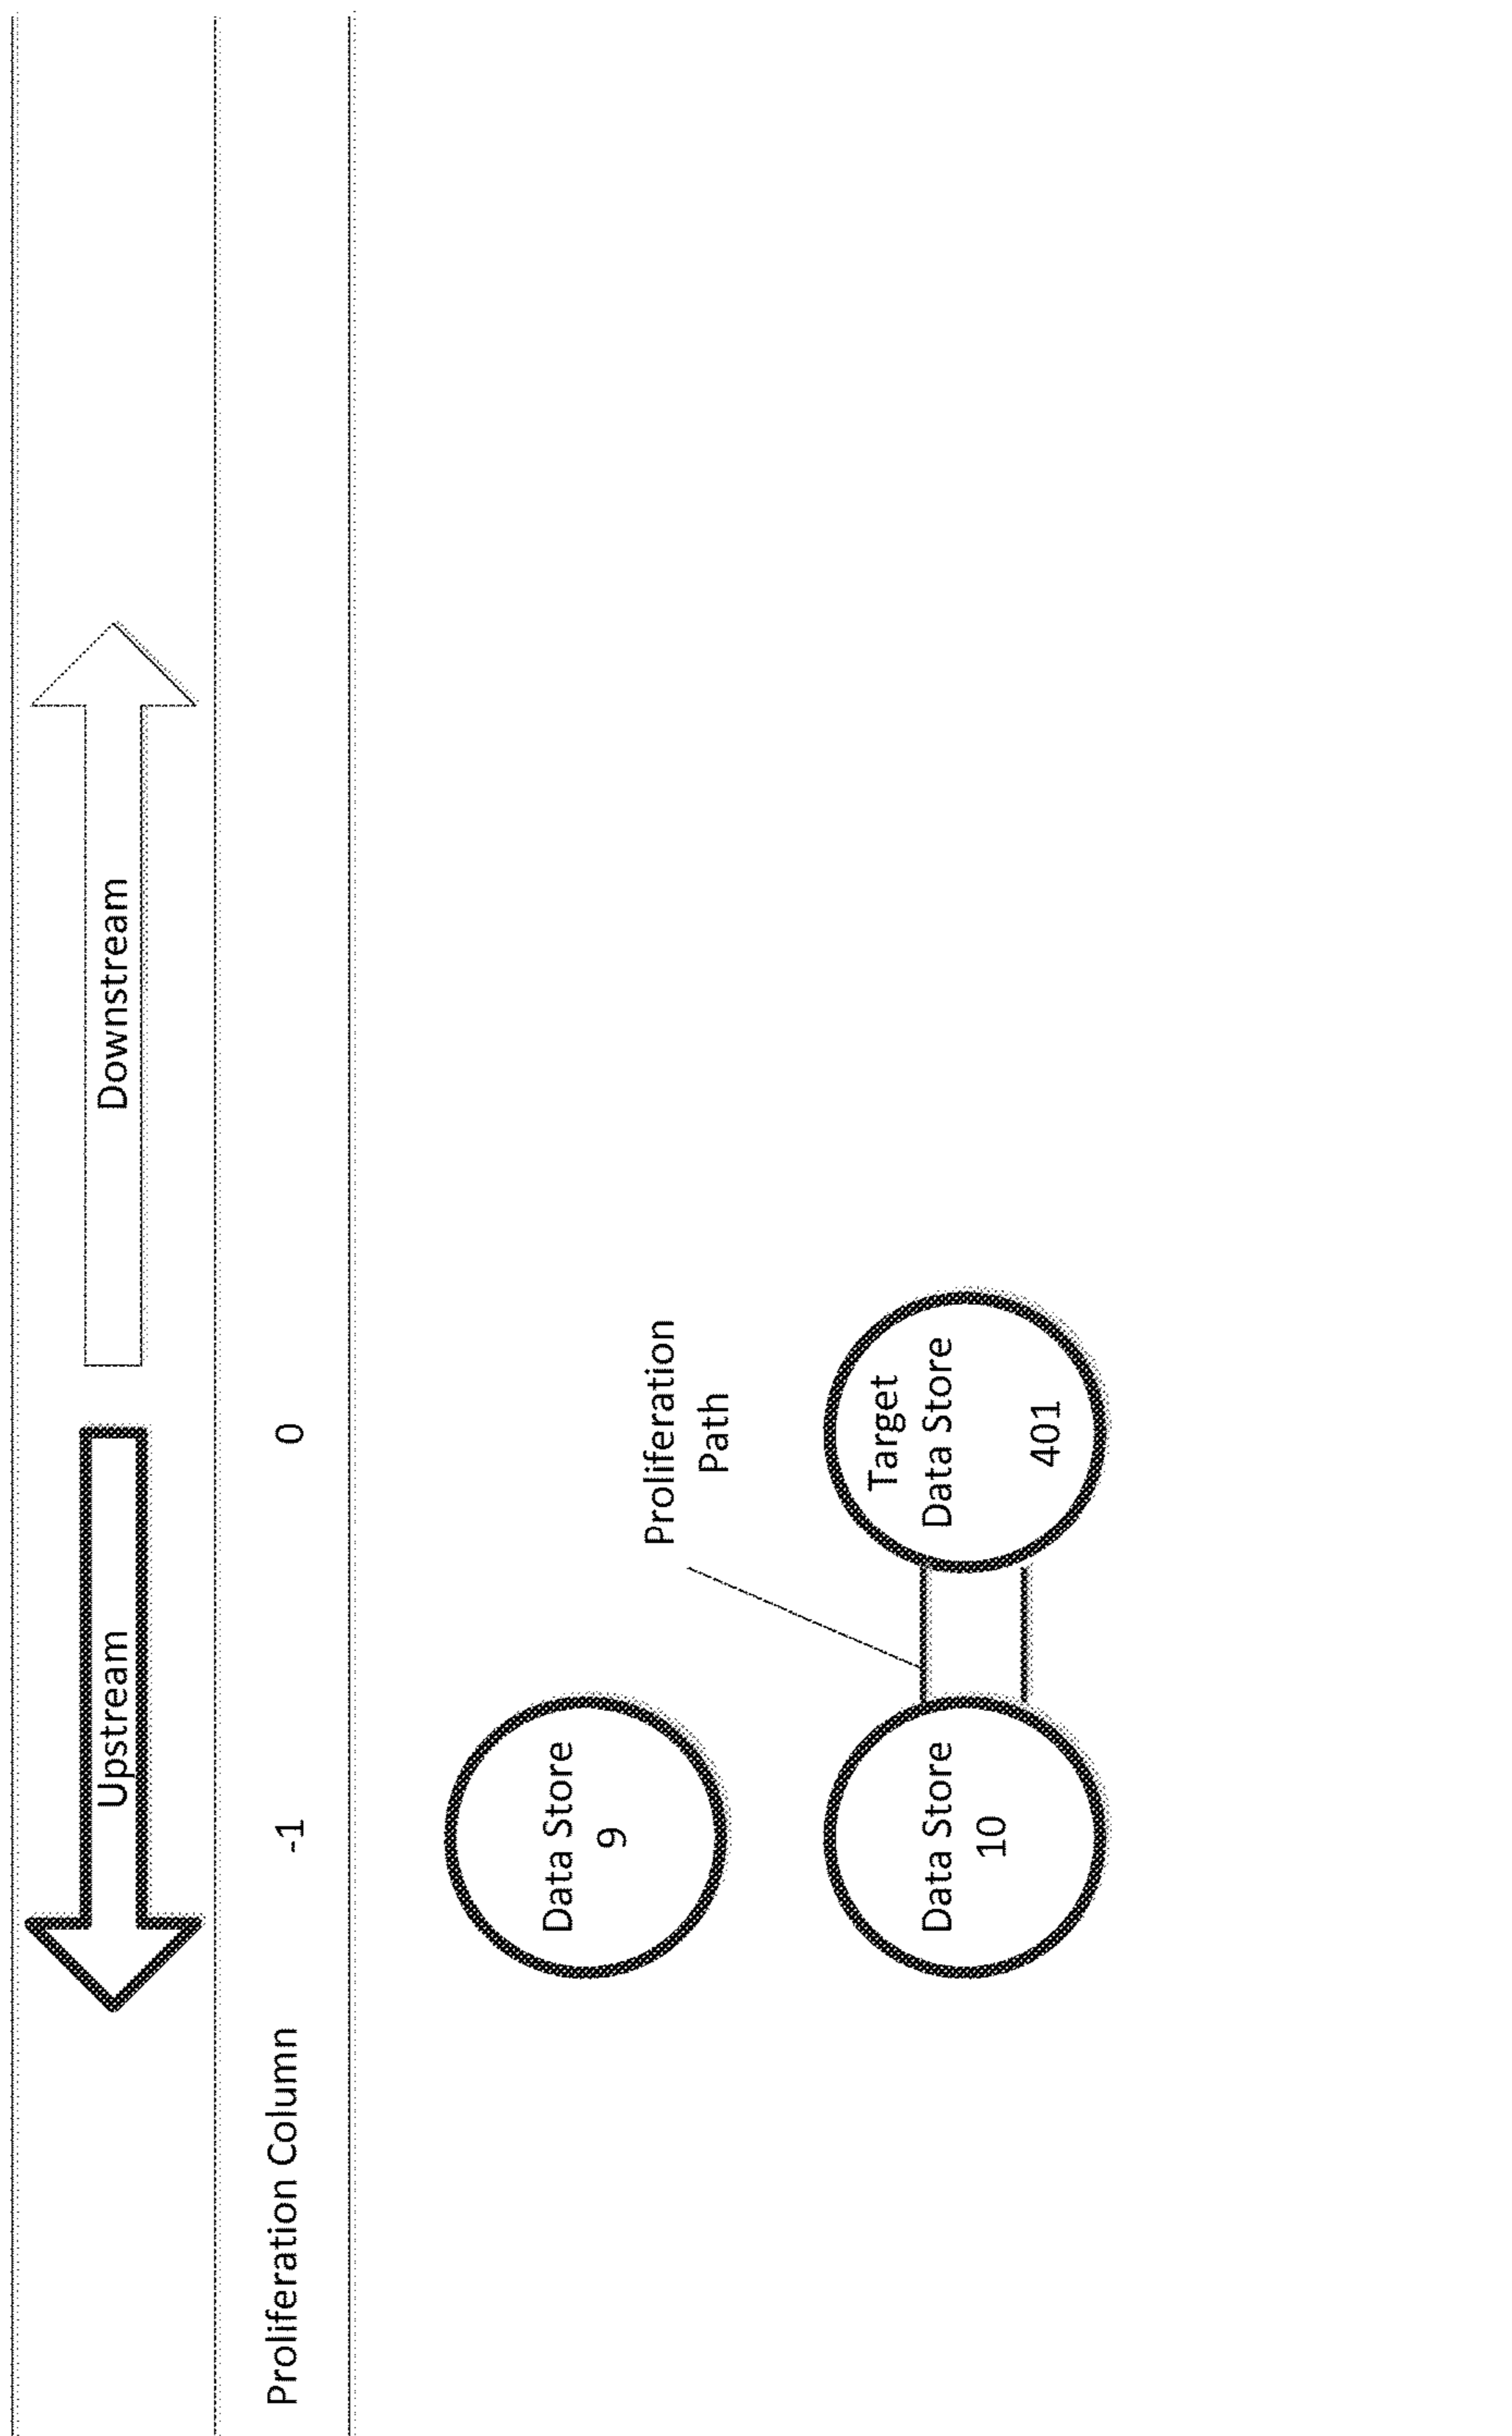 Upstream
Downstream
Proliferation Column
-1
0
Data Store
9
Proliferation
Path
Data Store
10
Target
Data Store
401